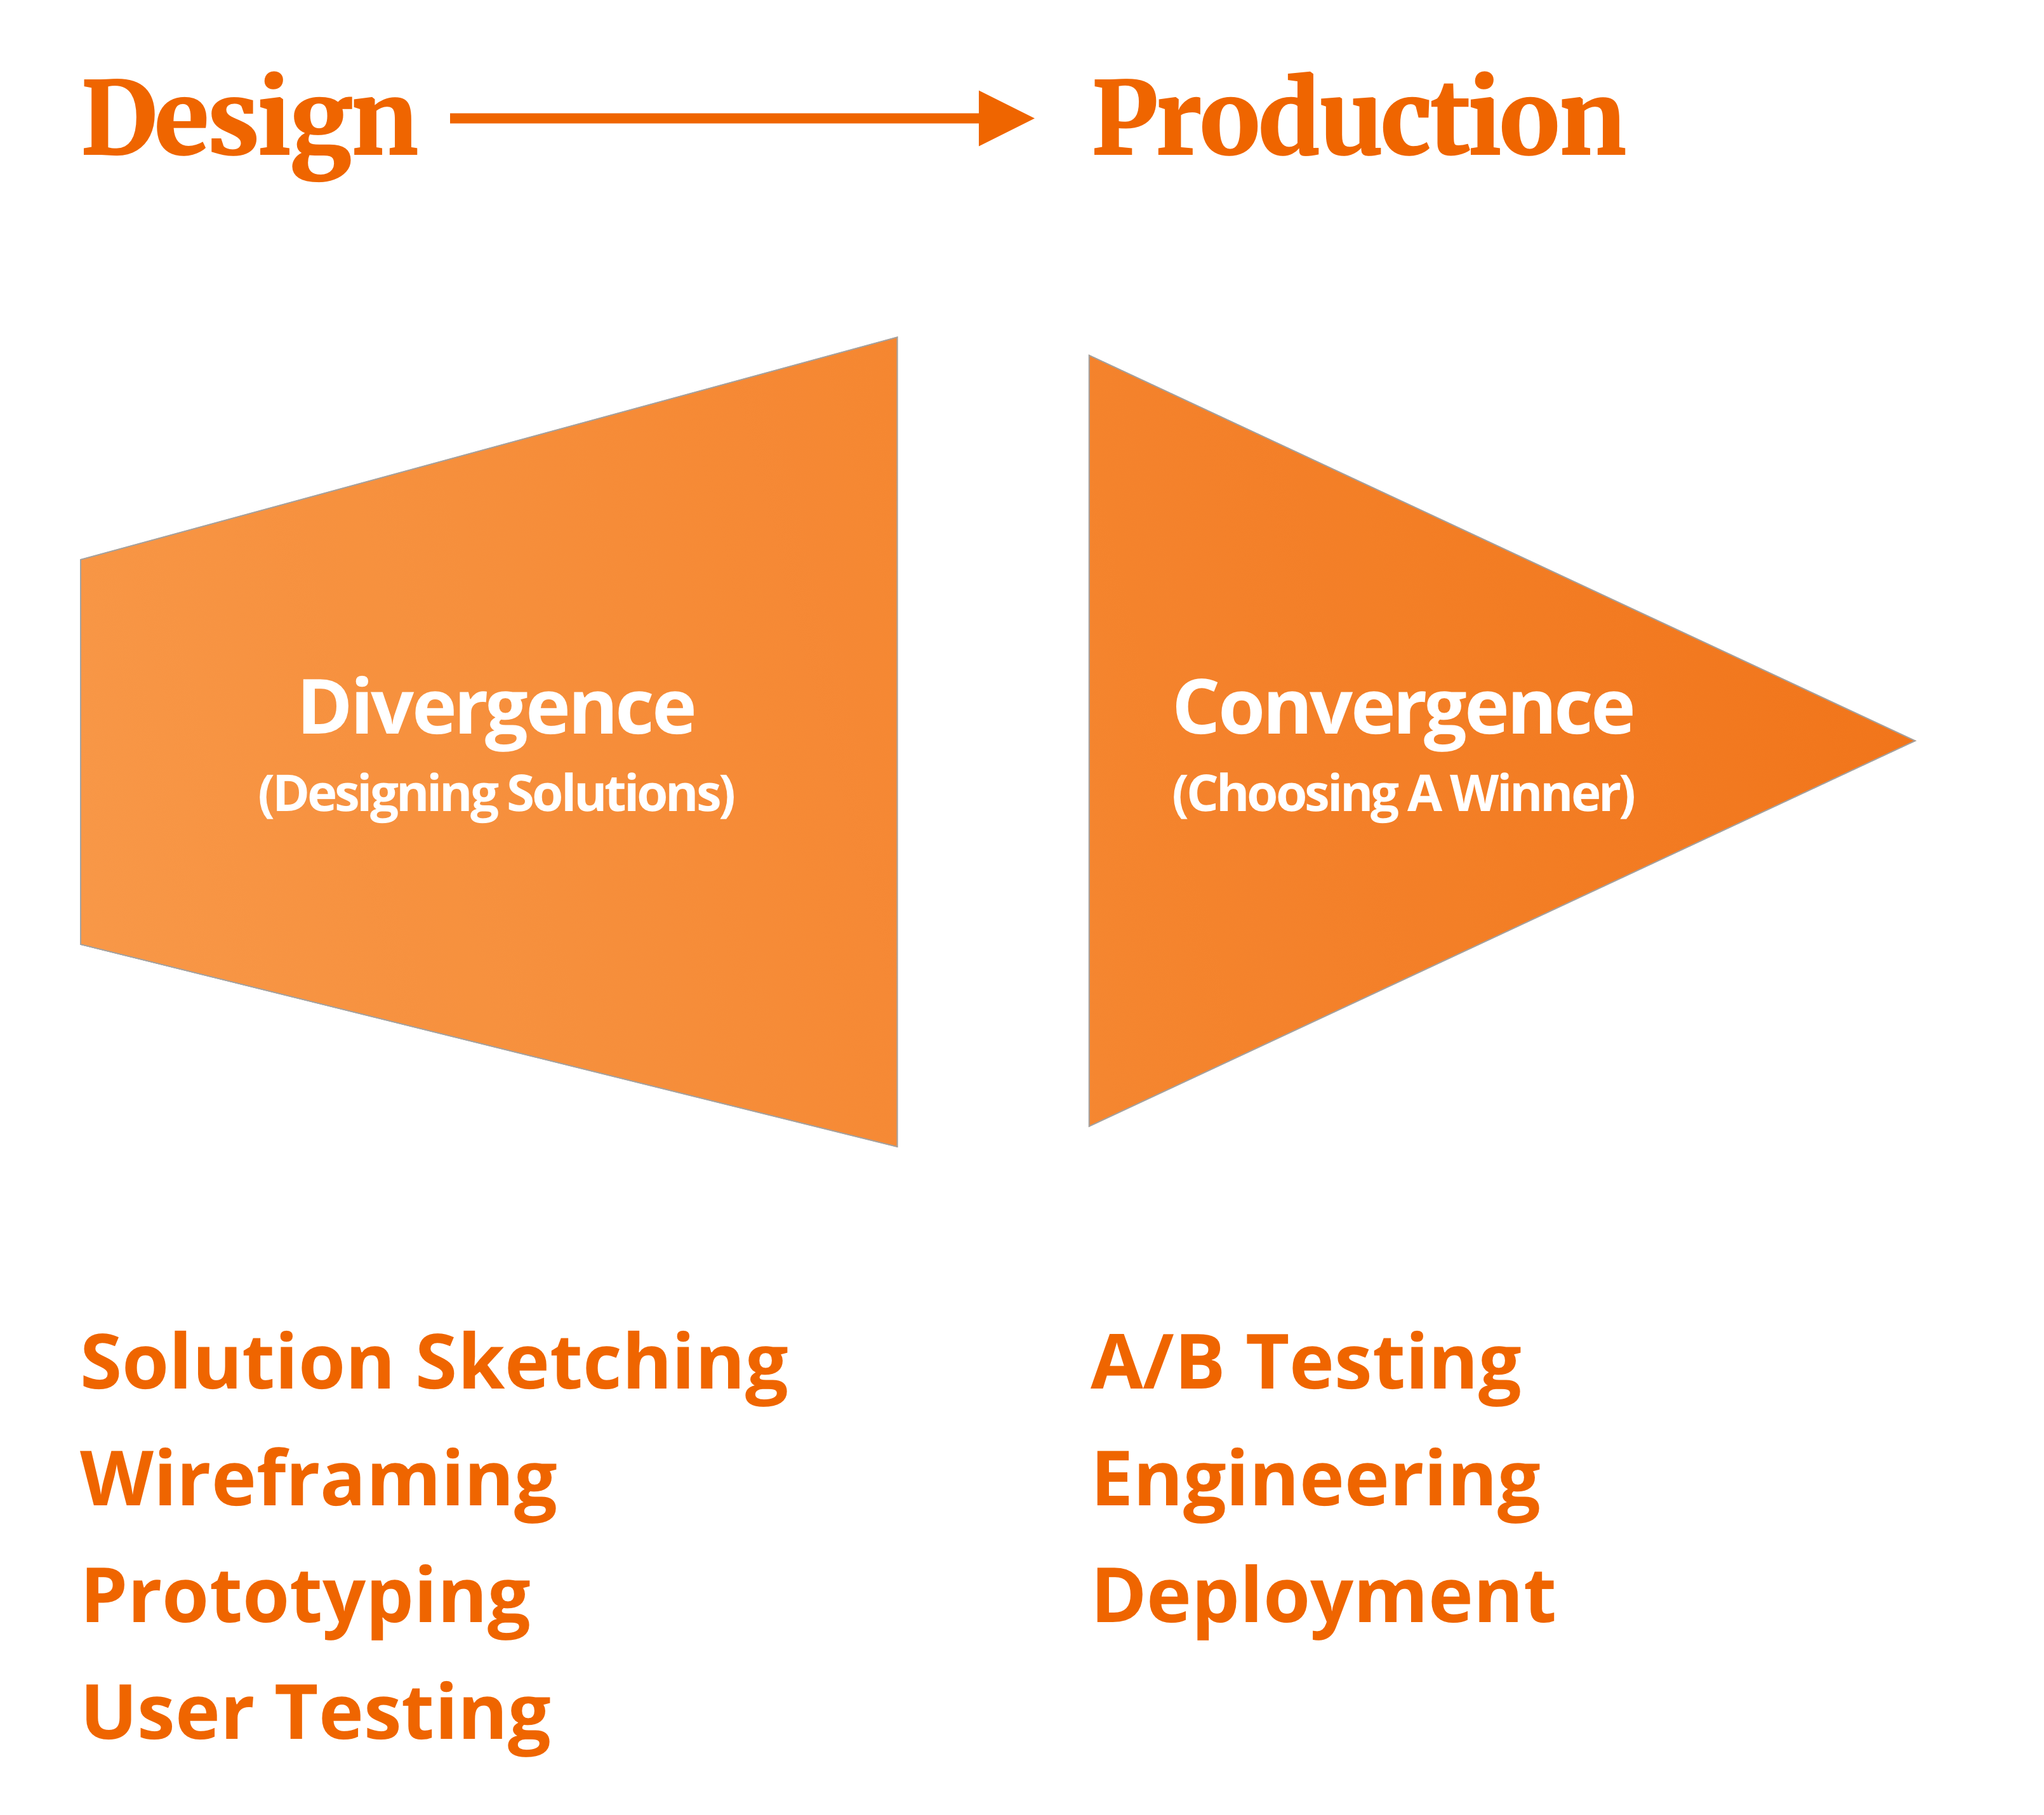 Design
Production
Divergence
(Designing Solutions)
Convergence
(Choosing A Winner)
Solution Sketching
Wireframing
Prototyping
User Testing
A/B Testing
Engineering
Deployment